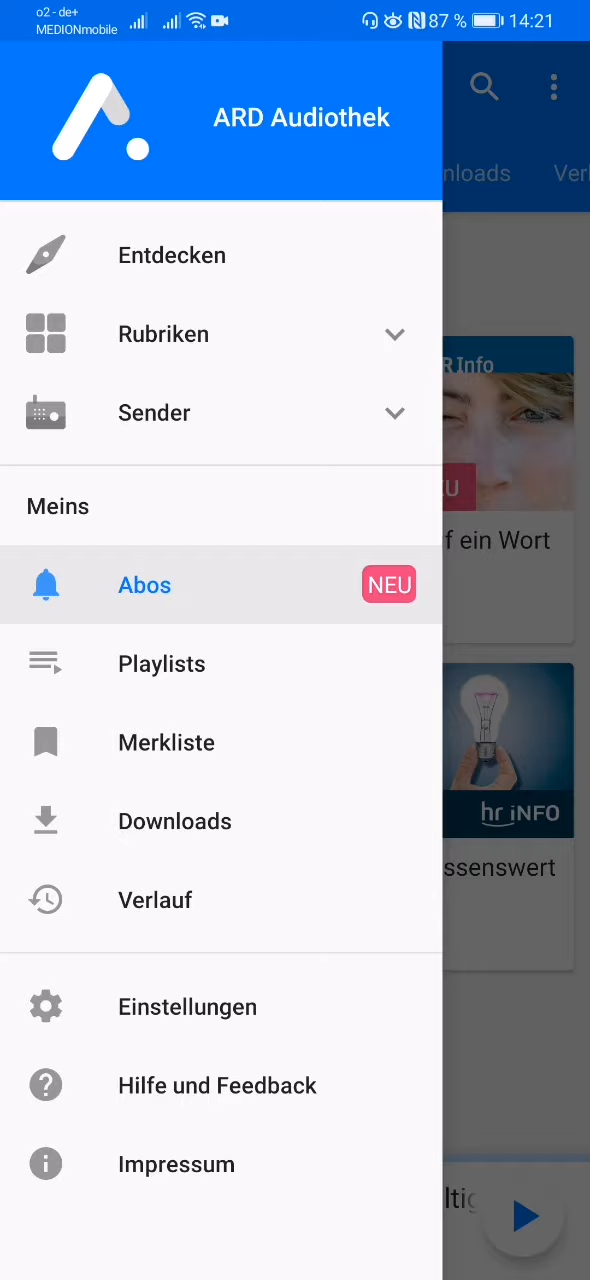 o2 - de+
MEDIONmobile
87 %
14:21
ARD Audiothek
nloads
Verl
Entdecken
Rubriken
Sender
R Info
U
f ein Wort
Meins
Abos
NEU
Playlists
Merkliste
hr iNFO
Downloads
ssenswert
Verlauf
Einstellungen
Hilfe und Feedback
Impressum
ltig